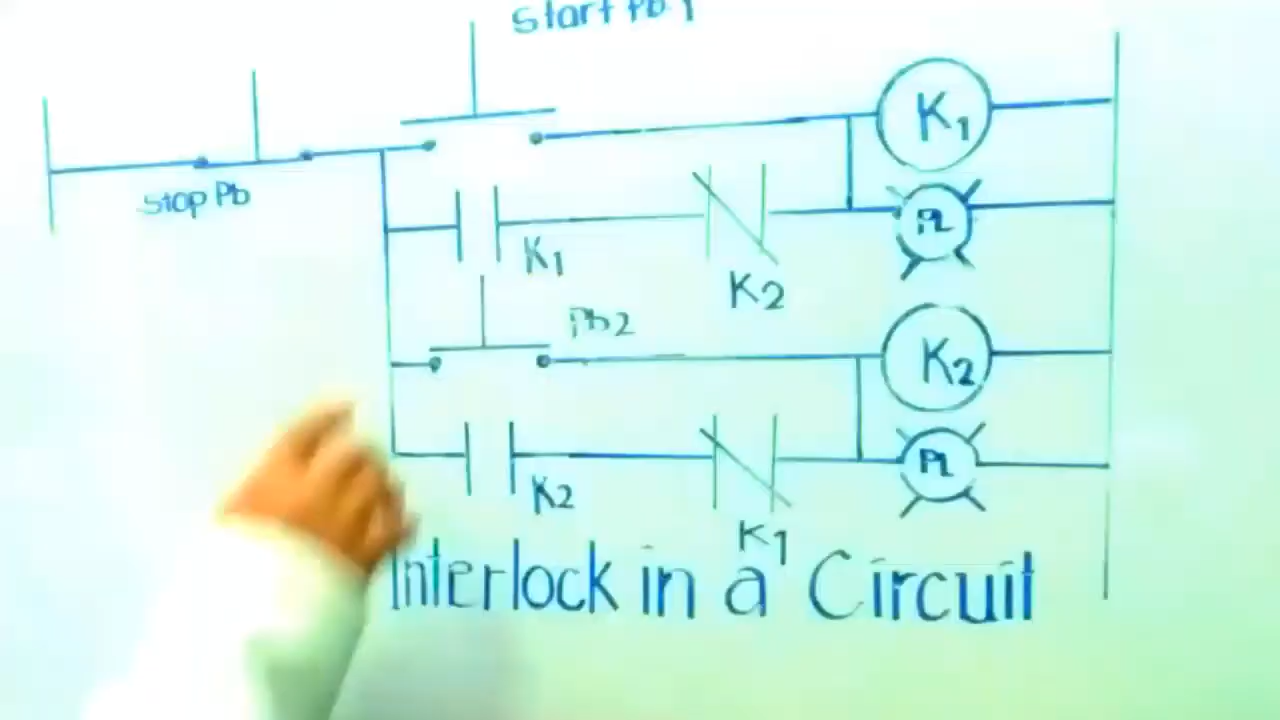 Start Pb 1
K1
Stop Pb
PL
K1
K2
Pb2
K2
PL
K2
K1
Interlock in a Circuit